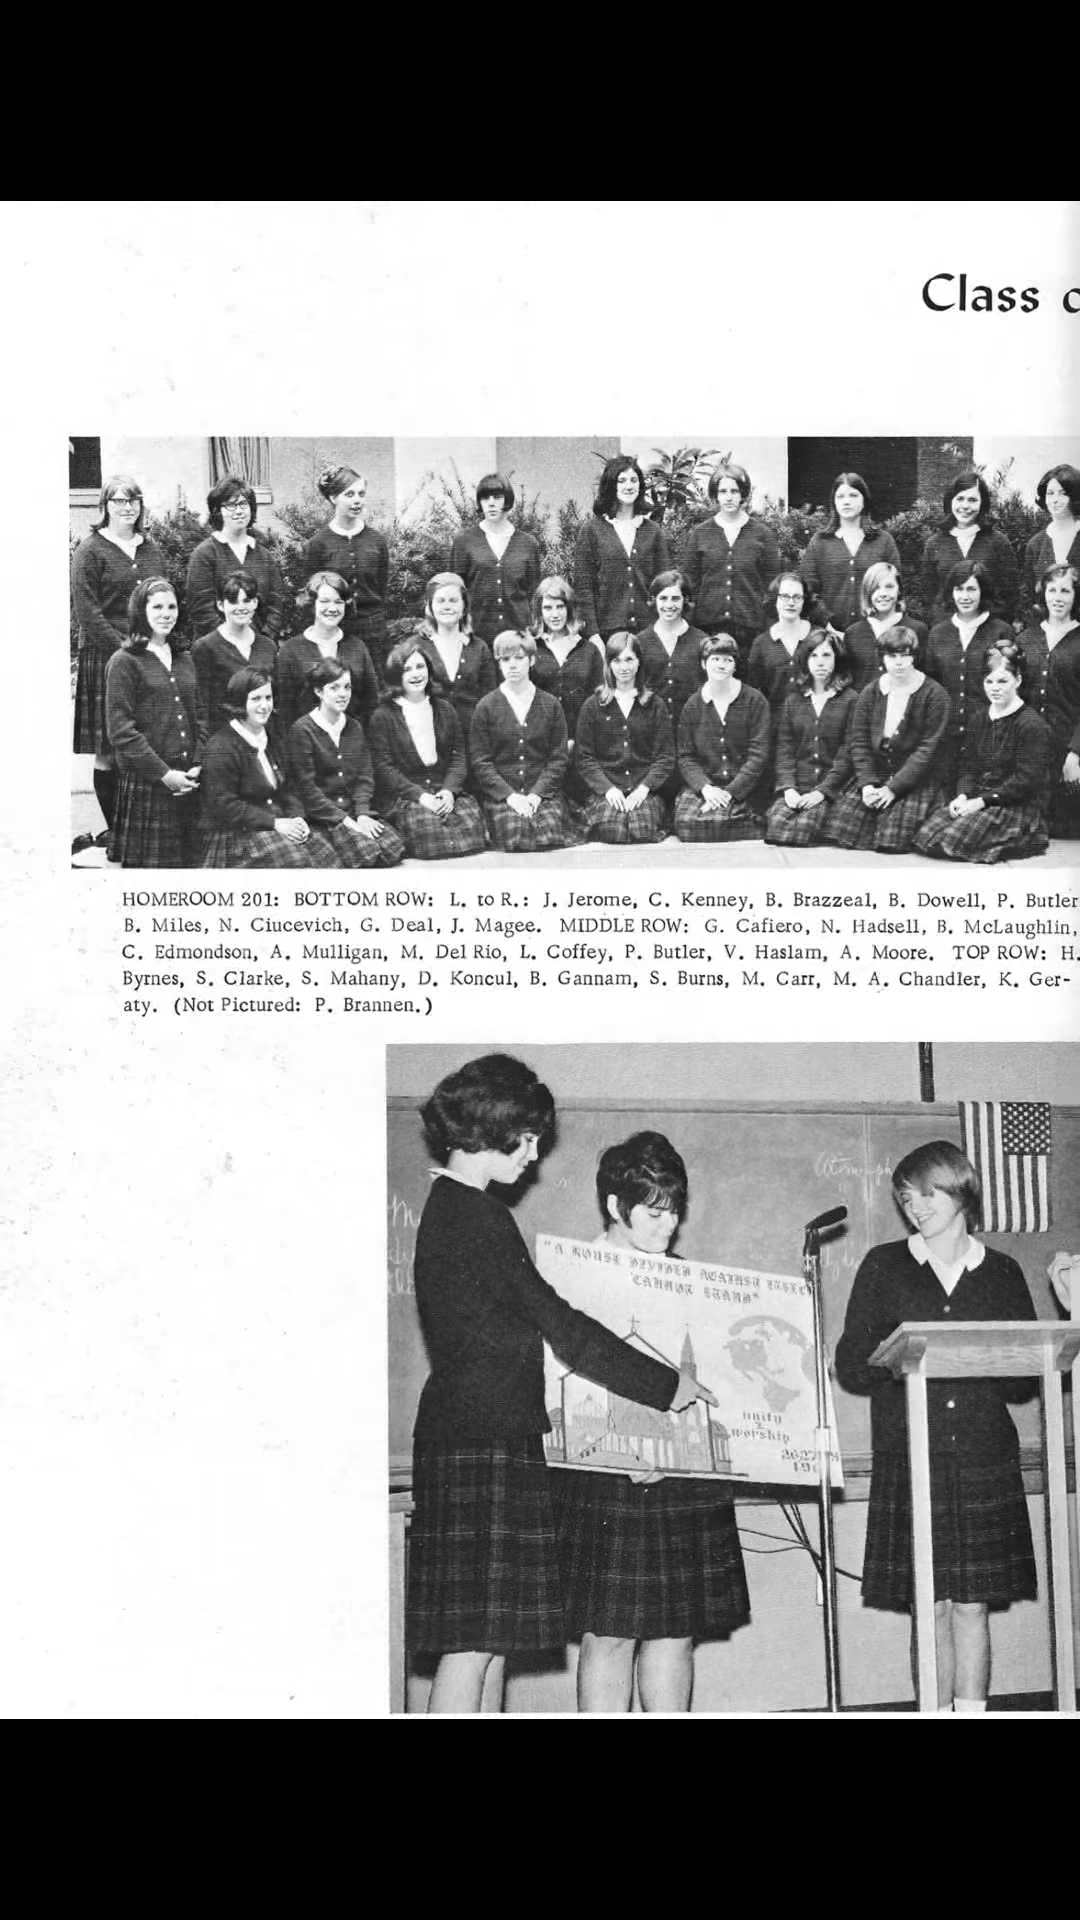 Class
HOMEROOM 201: BOTTOM ROW: L. to R.: J. Jerome, C. Kenney, B. Brazzeal, B. Dowell, P. Butler
B. Miles, N. Ciucevich, G. Deal, J. Magee. MIDDLE ROW: G. Cafiero, N. Hadsell, B. McLaughlin,
C. Edmondson, A. Mulligan, M. Del Rio, L. Coffey, P. Butler, V. Haslam, A. Moore. TOP ROW: H.
Byrnes, S. Clarke, S. Mahany, D. Koncul, B. Gannam, S. Burns, M. Carr, M. A. Chandler, K. Ger-
aty. (Not Pictured: P. Brannen.)
"A HOUSE DIVIDED AGAINST
CANNOT STAND"
unity
worship